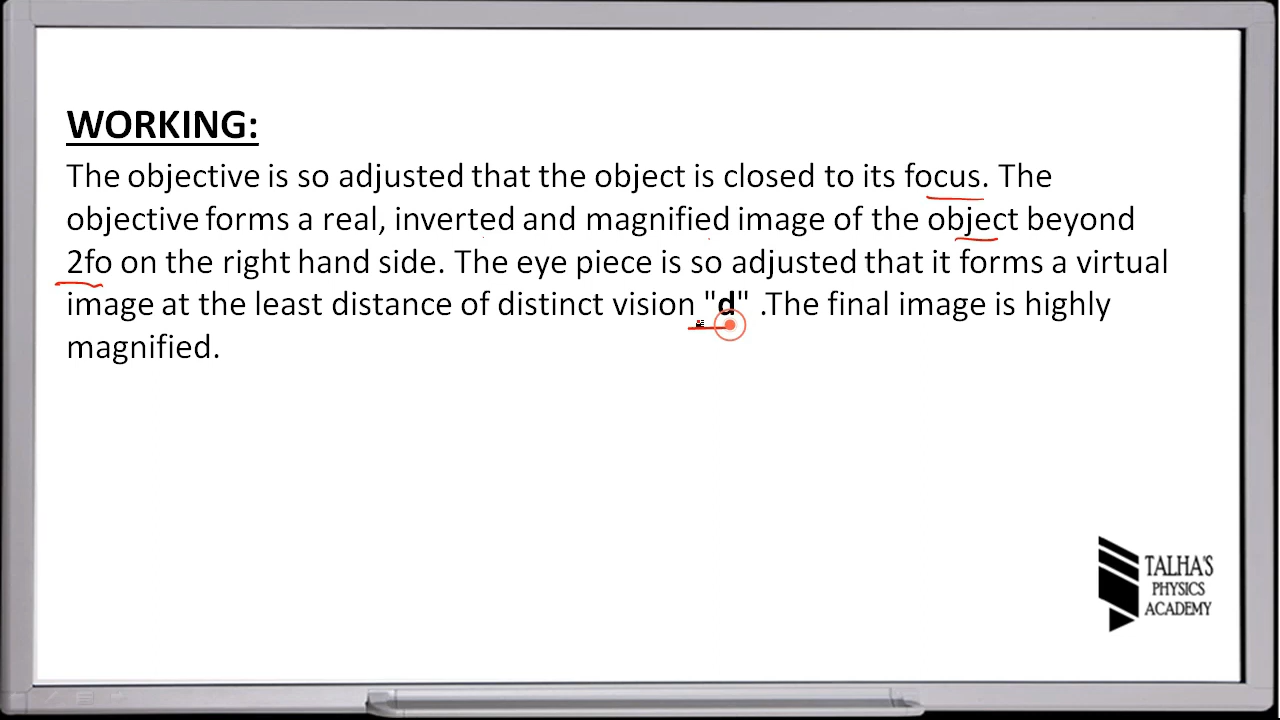 WORKING:
The objective is so adjusted that the object is closed to its focus. The
objective forms a real, inverted and magnified image of the object beyond
2fo on the right hand side. The eye piece is so adjusted that it forms a virtual
image at the least distance of distinct vision "d" .The final image is highly
magnified.
TALHA'S
PHYSICS
ACADEMY